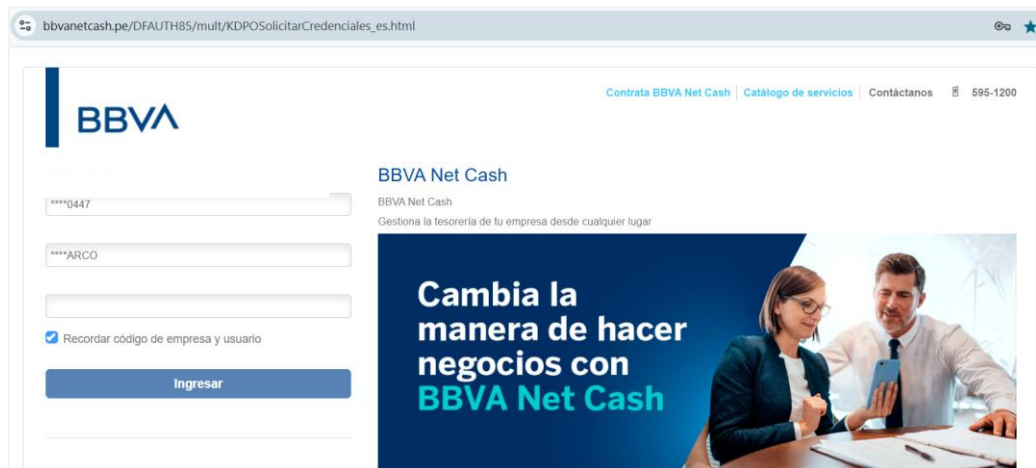 bbvanetcash.pe/DFAUTH85/mult/KDPOSolicitarCredenciales_es.html
BBVA
Contrata BBVA Net Cash
Catálogo de servicios
Contáctanos
595-1200
****0447
****ARCO
Recordar código de empresa y usuario
Ingresar
BBVA Net Cash
BBVA Net Cash
Gestiona la tesorería de tu empresa desde cualquier lugar
Cambia la
manera de hacer
negocios con
BBVA Net Cash